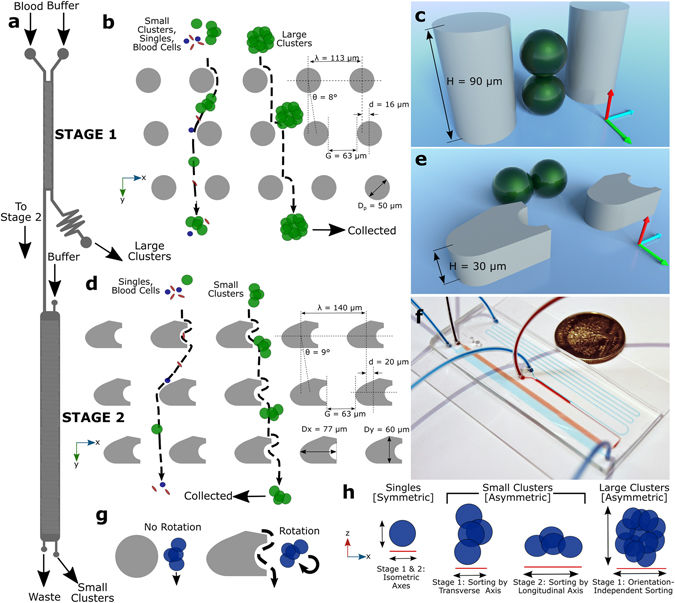 Blood Buffer
a
STAGE 1
To
Stage 2
Large
Clusters
Buffer
STAGE 2
Waste
Small
Clusters
b
Small
Clusters, Singles,
Blood Cells
Large
Clusters
λ = 113 μm
θ = 8°
d = 16 μm
G = 63 μm
x
y
Dp = 50 μm
Collected
c
H = 90 μm
d
Singles,
Blood Cells
Small
Clusters
λ = 140 μm
θ = 9°
d = 20 μm
G = 63 μm
Dx = 77 μm
Dy = 60 μm
x
y
Collected
e
H = 30 μm
f
g
No Rotation
Rotation
h
Singles
[Symmetric]
Small Clusters
[Asymmetric]
Large Clusters
[Asymmetric]
z
x
Stage 1 & 2:
Isometric
Axes
Stage 1: Sorting by
Transverse Axis
Stage 2: Sorting by
Longitudinal Axis
Stage 1: Orientation-
Independent Sorting